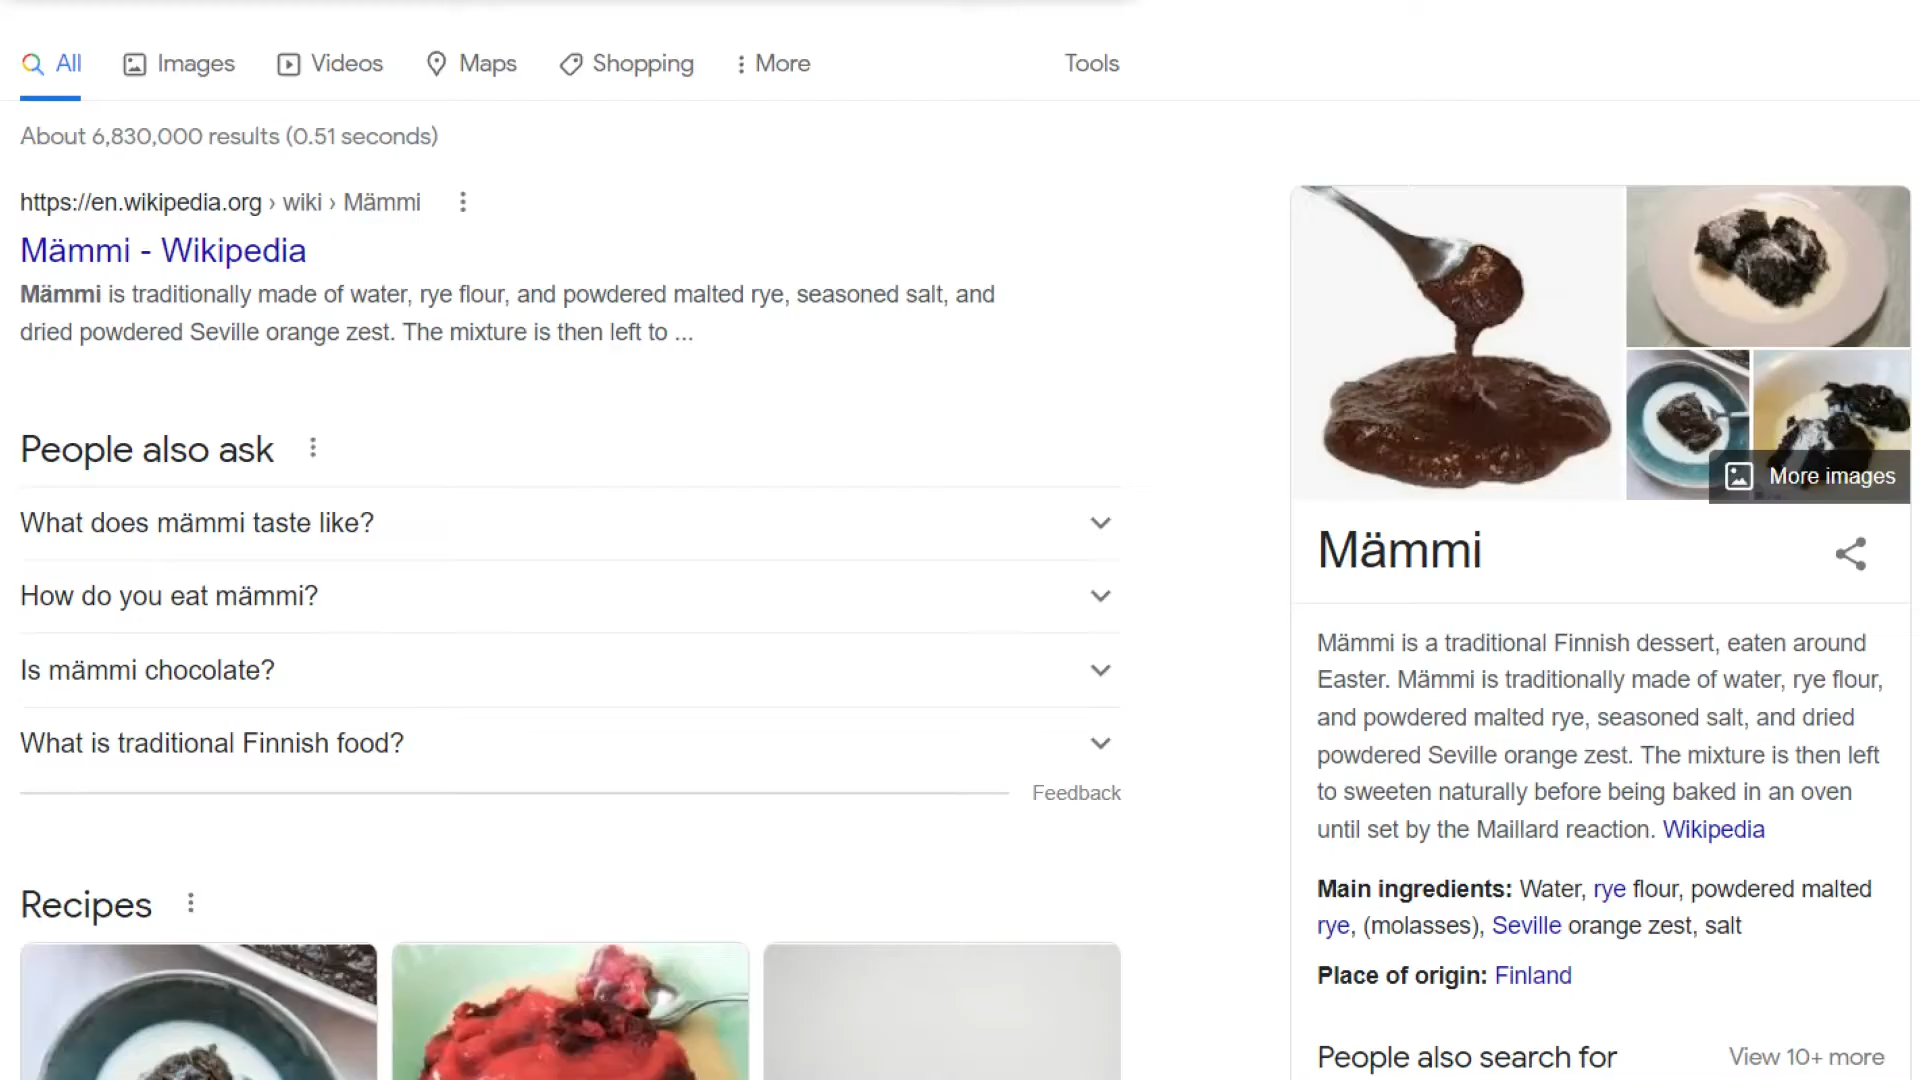 All Images Videos Maps Shopping More Tools
About 6,830,000 results (0.51 seconds)
https://en.wikipedia.org › wiki › Mämmi
Mämmi - Wikipedia
Mämmi is traditionally made of water, rye flour, and powdered malted rye, seasoned salt, and
dried powdered Seville orange zest. The mixture is then left to ...
People also ask
What does mämmi taste like?
How do you eat mämmi?
Is mämmi chocolate?
What is traditional Finnish food?
Feedback
Recipes
More images
Mämmi
Mämmi is a traditional Finnish dessert, eaten around
Easter. Mämmi is traditionally made of water, rye flour,
and powdered malted rye, seasoned salt, and dried
powdered Seville orange zest. The mixture is then left
to sweeten naturally before being baked in an oven
until set by the Maillard reaction. Wikipedia
Main ingredients: Water, rye flour, powdered malted
rye, (molasses), Seville orange zest, salt
Place of origin: Finland
People also search for View 10+ more